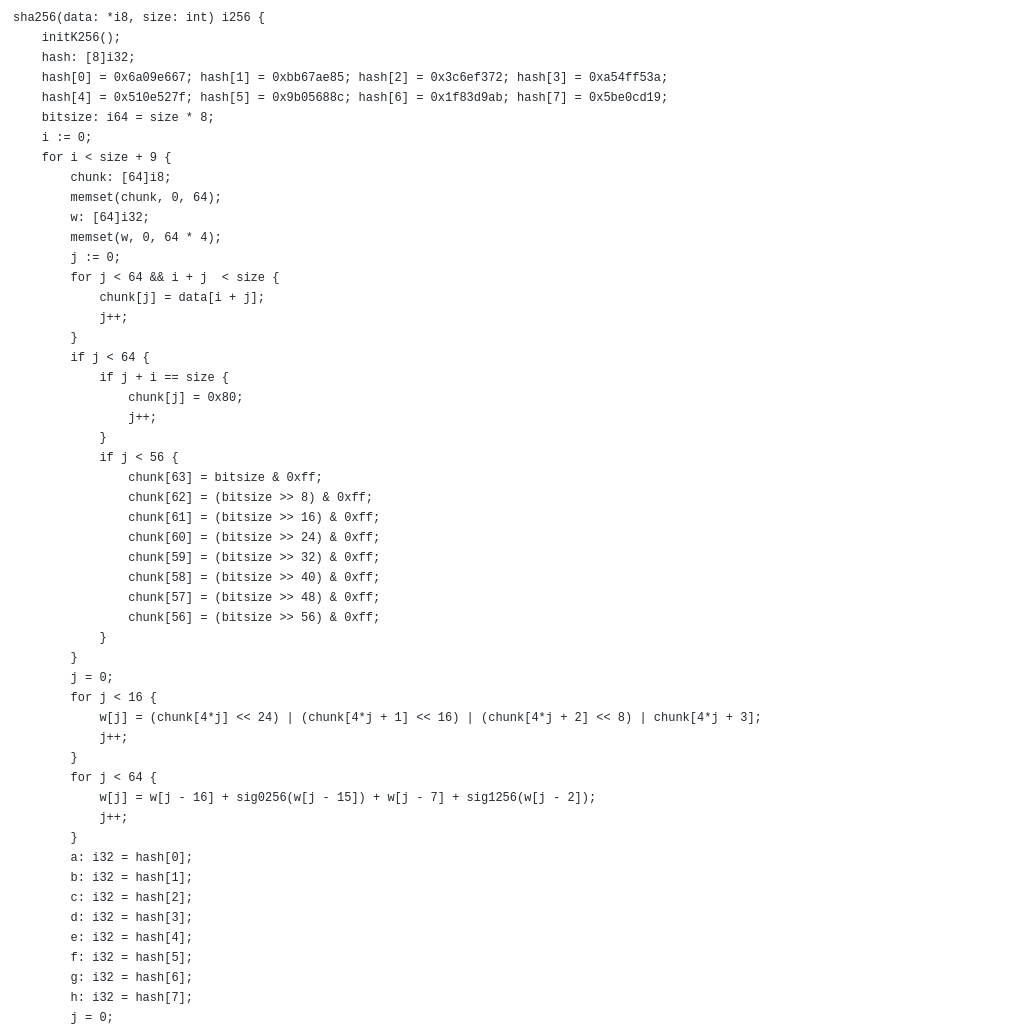 sha256(data: *i8, size: int) i256 {
    initK256();
    hash: [8]i32;
    hash[0] = 0x6a09e667; hash[1] = 0xbb67ae85; hash[2] = 0x3c6ef372; hash[3] = 0xa54ff53a;
    hash[4] = 0x510e527f; hash[5] = 0x9b05688c; hash[6] = 0x1f83d9ab; hash[7] = 0x5be0cd19;
    bitsize: i64 = size * 8;
    i := 0;
    for i < size + 9 {
        chunk: [64]i8;
        memset(chunk, 0, 64);
        w: [64]i32;
        memset(w, 0, 64 * 4);
        j := 0;
        for j < 64 && i + j  < size {
            chunk[j] = data[i + j];
            j++;
        }
        if j < 64 {
            if j + i == size {
                chunk[j] = 0x80;
                j++;
            }
            if j < 56 {
                chunk[63] = bitsize & 0xff;
                chunk[62] = (bitsize >> 8) & 0xff;
                chunk[61] = (bitsize >> 16) & 0xff;
                chunk[60] = (bitsize >> 24) & 0xff;
                chunk[59] = (bitsize >> 32) & 0xff;
                chunk[58] = (bitsize >> 40) & 0xff;
                chunk[57] = (bitsize >> 48) & 0xff;
                chunk[56] = (bitsize >> 56) & 0xff;
            }
        }
        j = 0;
        for j < 16 {
            w[j] = (chunk[4*j] << 24) | (chunk[4*j + 1] << 16) | (chunk[4*j + 2] << 8) | chunk[4*j + 3];
            j++;
        }
        for j < 64 {
            w[j] = w[j - 16] + sig0256(w[j - 15]) + w[j - 7] + sig1256(w[j - 2]);
            j++;
        }
        a: i32 = hash[0];
        b: i32 = hash[1];
        c: i32 = hash[2];
        d: i32 = hash[3];
        e: i32 = hash[4];
        f: i32 = hash[5];
        g: i32 = hash[6];
        h: i32 = hash[7];
        j = 0;